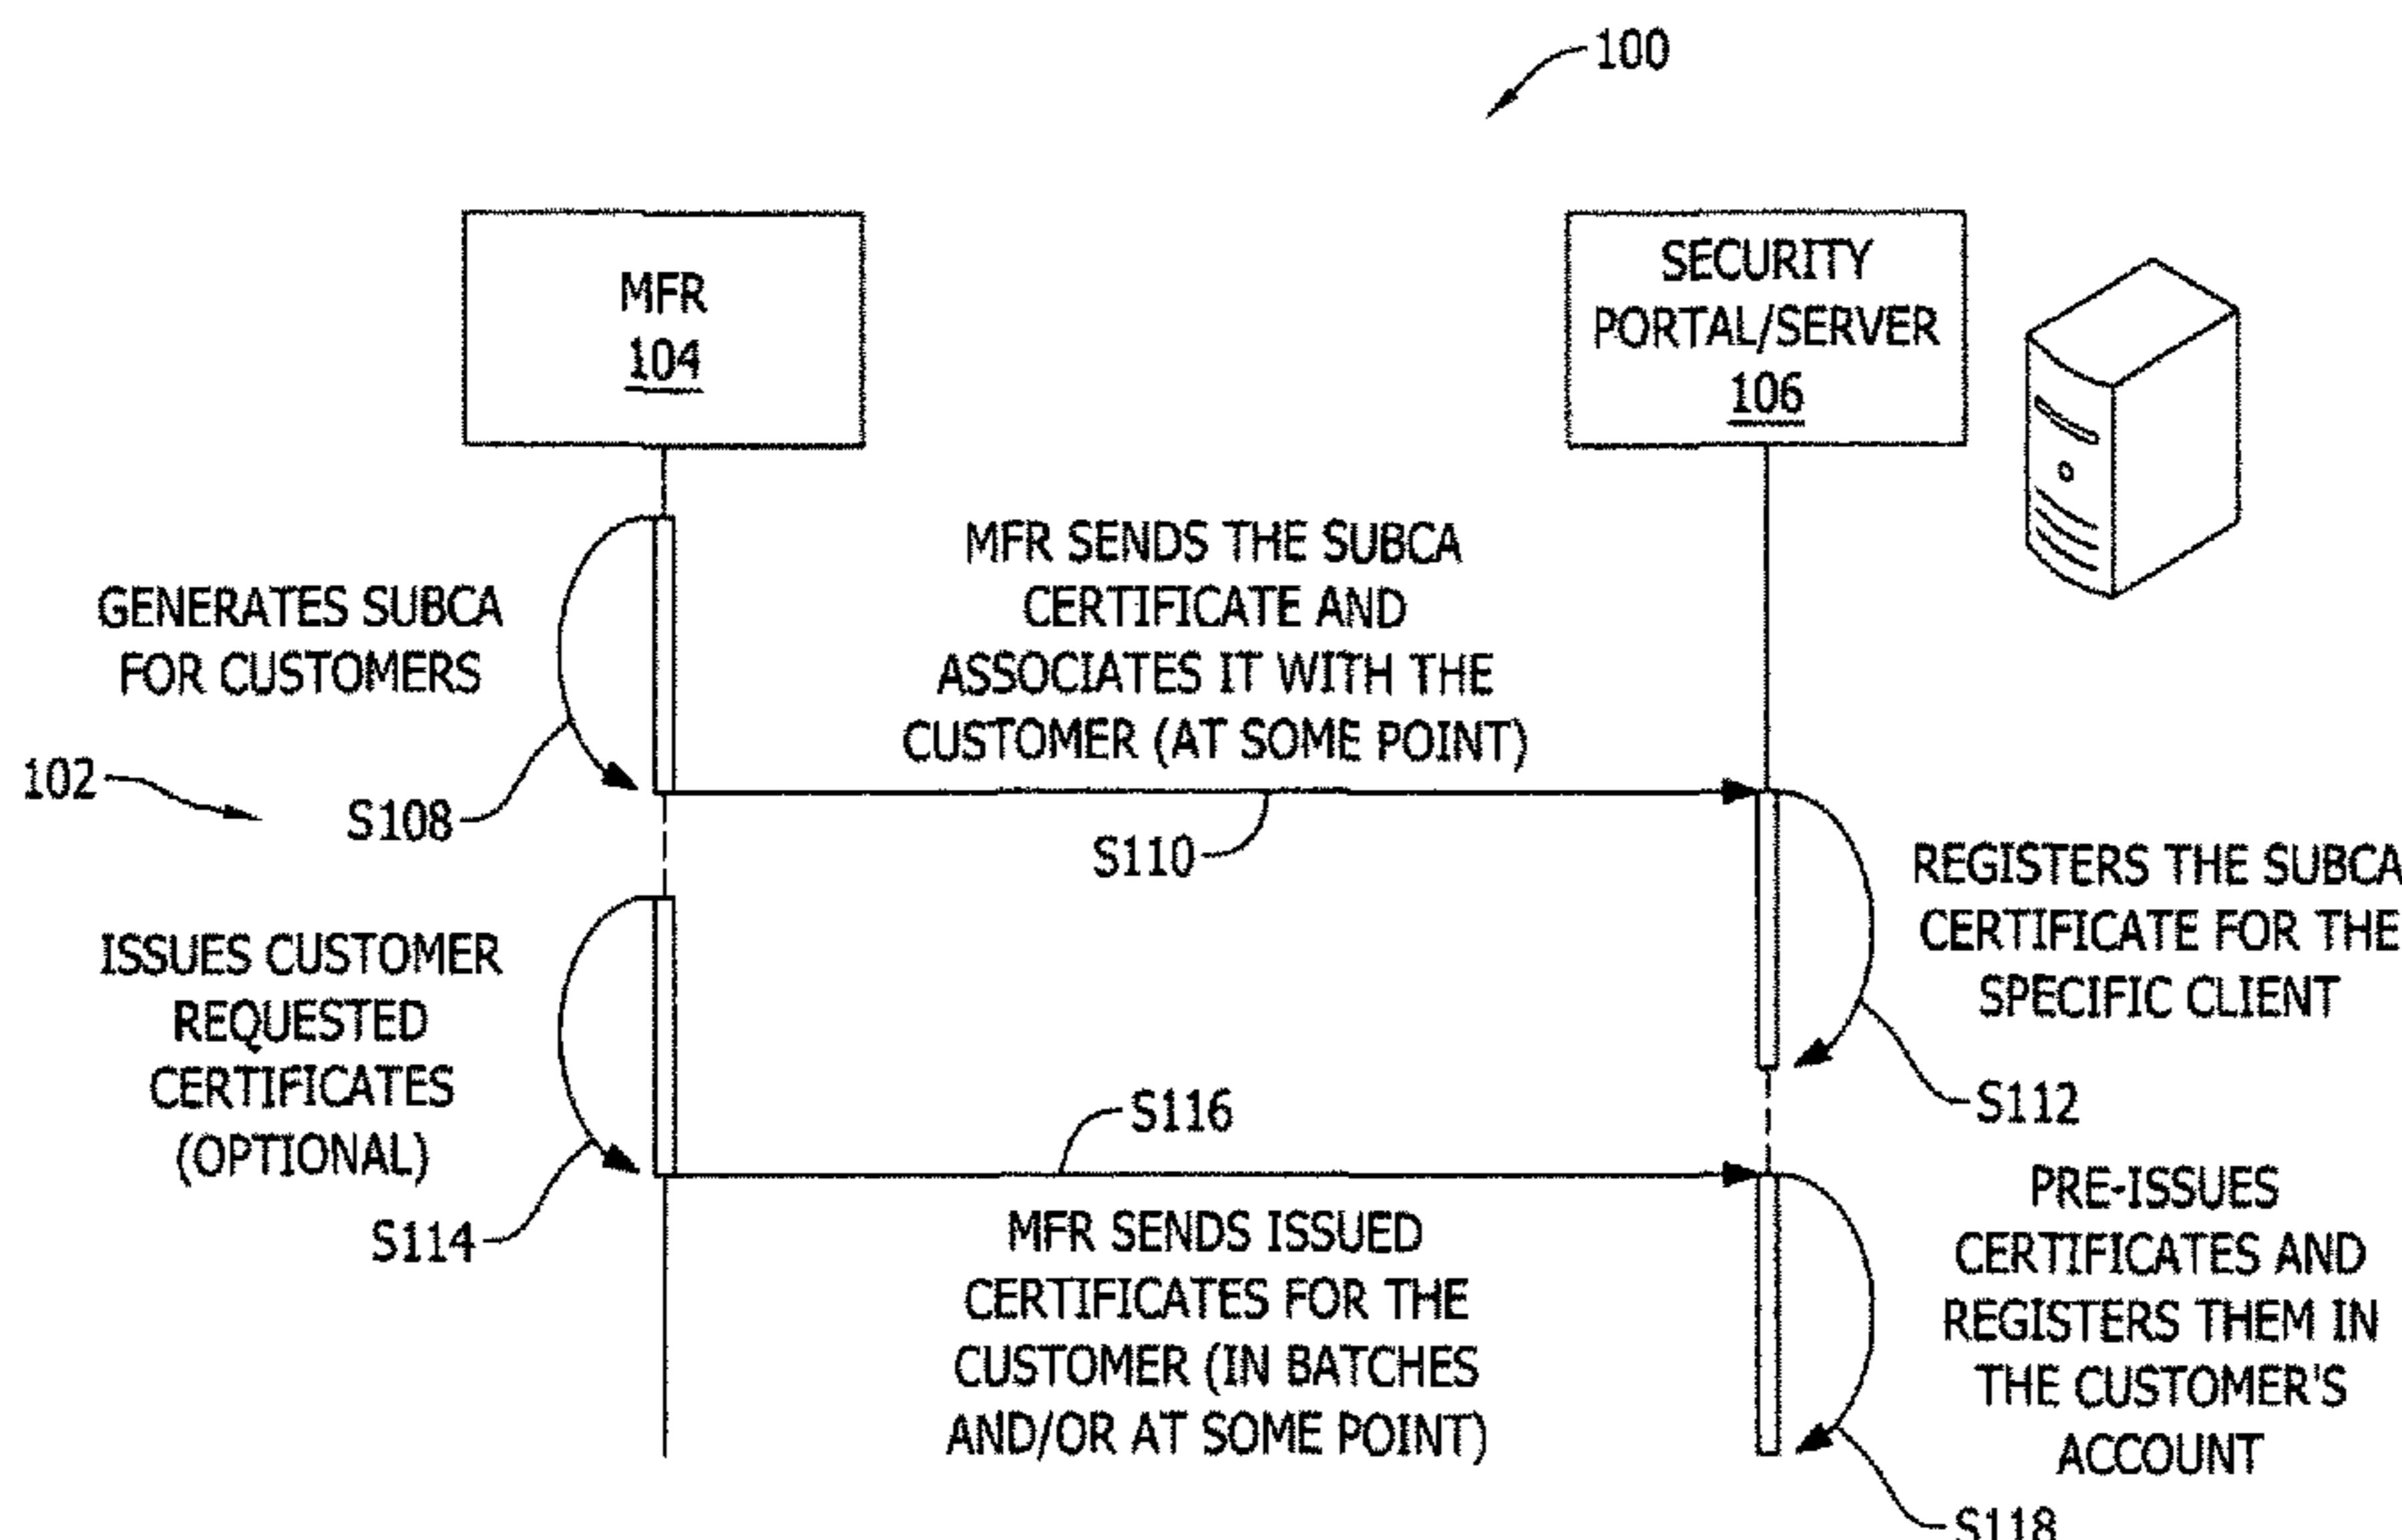 100
MFR
104
SECURITY
PORTAL/SERVER
106
GENERATES SUBCA
FOR CUSTOMERS
MFR SENDS THE SUBCA
CERTIFICATE AND
ASSOCIATES IT WITH THE
CUSTOMER (AT SOME POINT)
102
S108
S110
REGISTERS THE SUBCA
CERTIFICATE FOR THE
SPECIFIC CLIENT
S112
ISSUES CUSTOMER
REQUESTED
CERTIFICATES
(OPTIONAL)
S114
S116
MFR SENDS ISSUED
CERTIFICATES FOR THE
CUSTOMER (IN BATCHES
AND/OR AT SOME POINT)
PRE-ISSUES
CERTIFICATES AND
REGISTERS THEM IN
THE CUSTOMER'S
ACCOUNT
S118